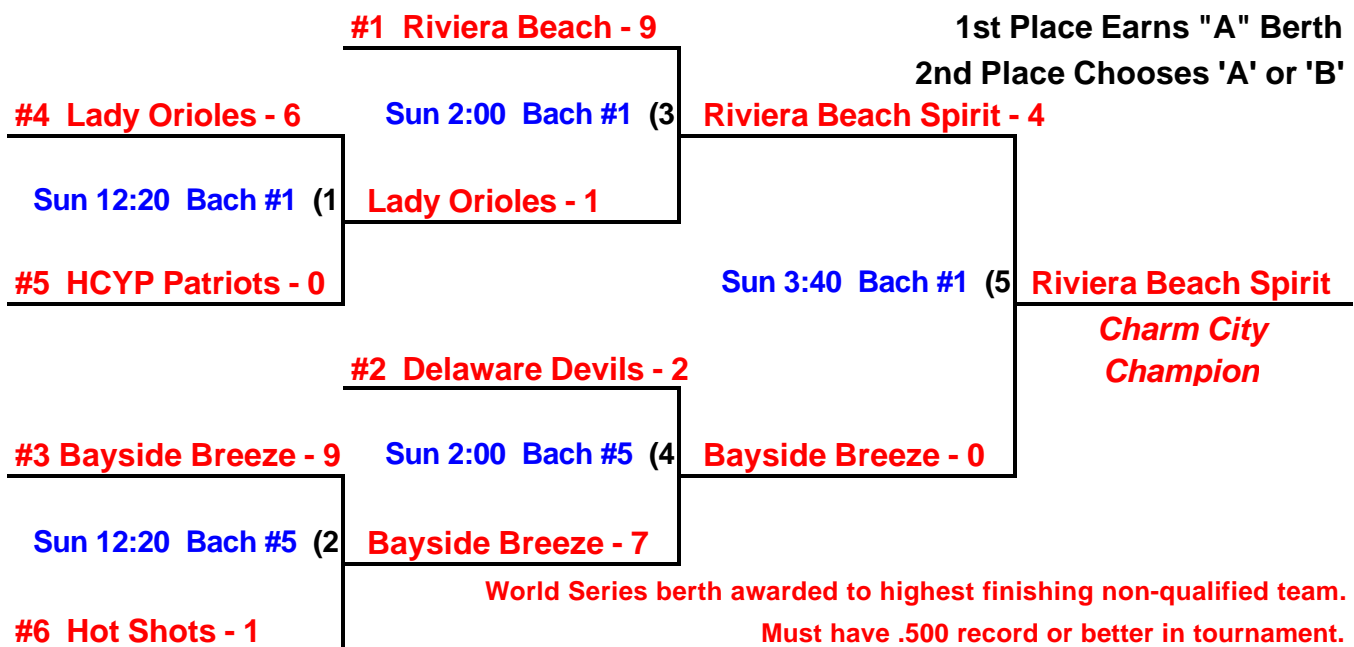 #1 Riviera Beach - 9
1st Place Earns "A" Berth
2nd Place Chooses 'A' or 'B'
#4 Lady Orioles - 6
Sun 2:00 Bach #1 (3
Riviera Beach Spirit - 4
Sun 12:20 Bach #1 (1
Lady Orioles - 1
#5 HCYP Patriots - 0
Sun 3:40 Bach #1 (5
Riviera Beach Spirit
Charm City
Champion
#2 Delaware Devils - 2
#3 Bayside Breeze - 9
Sun 2:00 Bach #5 (4
Bayside Breeze - 0
Sun 12:20 Bach #5 (2
Bayside Breeze - 7
World Series berth awarded to highest finishing non-qualified team.
#6 Hot Shots - 1
Must have .500 record or better in tournament.